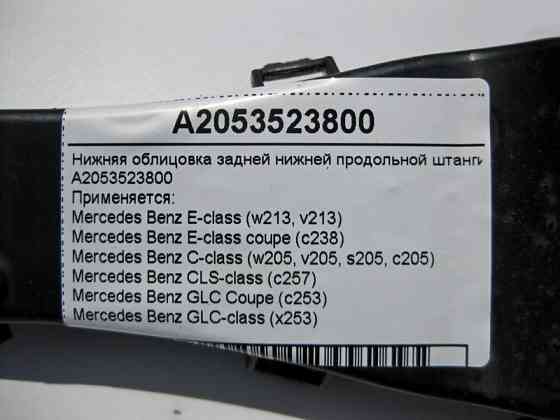 A2053523800
Нижняя облицовка задней нижней продольной штанги
A2053523800
Применяется:
Mercedes Benz E-class (w213, v213)
Mercedes Benz E-class coupe (c238)
Mercedes Benz C-class (w205, v205, s205, c205)
Mercedes Benz CLS-class (c257)
Mercedes Benz GLC Coupe (c253)
Mercedes Benz GLC-class (x253)